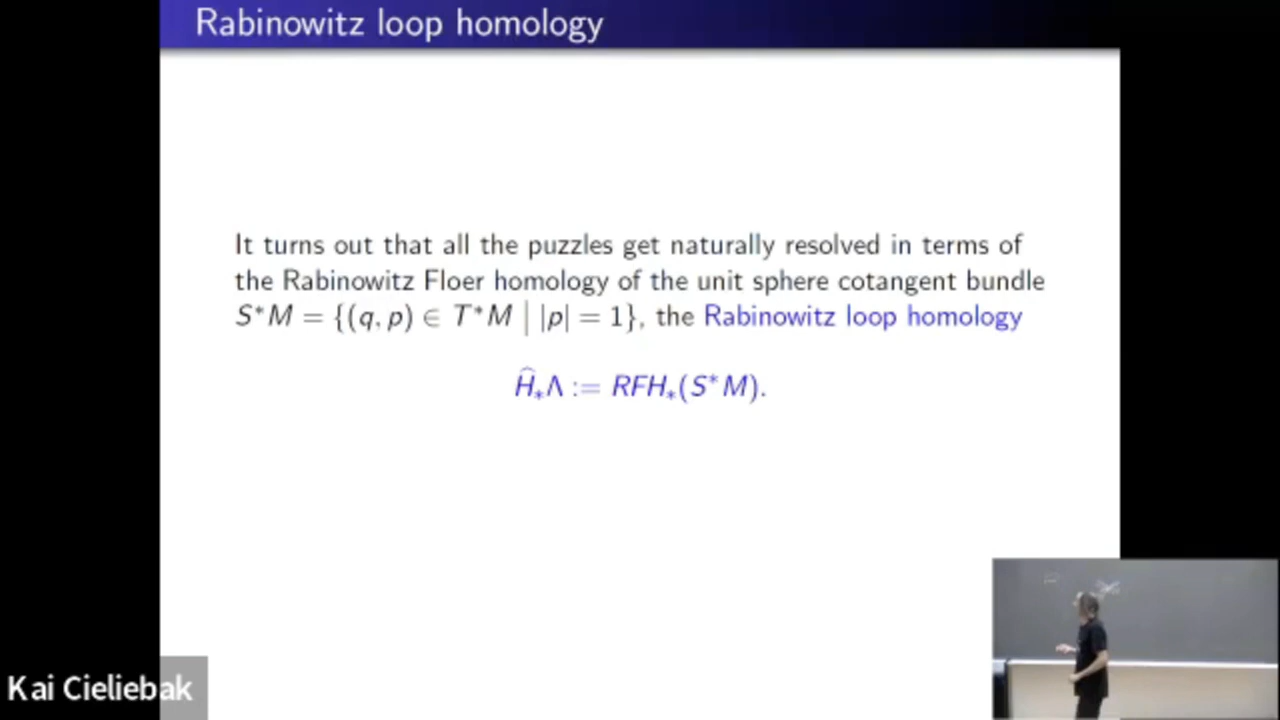 Rabinowitz loop homology
It turns out that all the puzzles get naturally resolved in terms of
the Rabinowitz Floer homology of the unit sphere cotangent bundle
S*M = {(q, p) ∈ T*M | |p| = 1}, the Rabinowitz loop homology
Ĥ₊Λ := RFH₊(S*M).
Kai Cieliebak